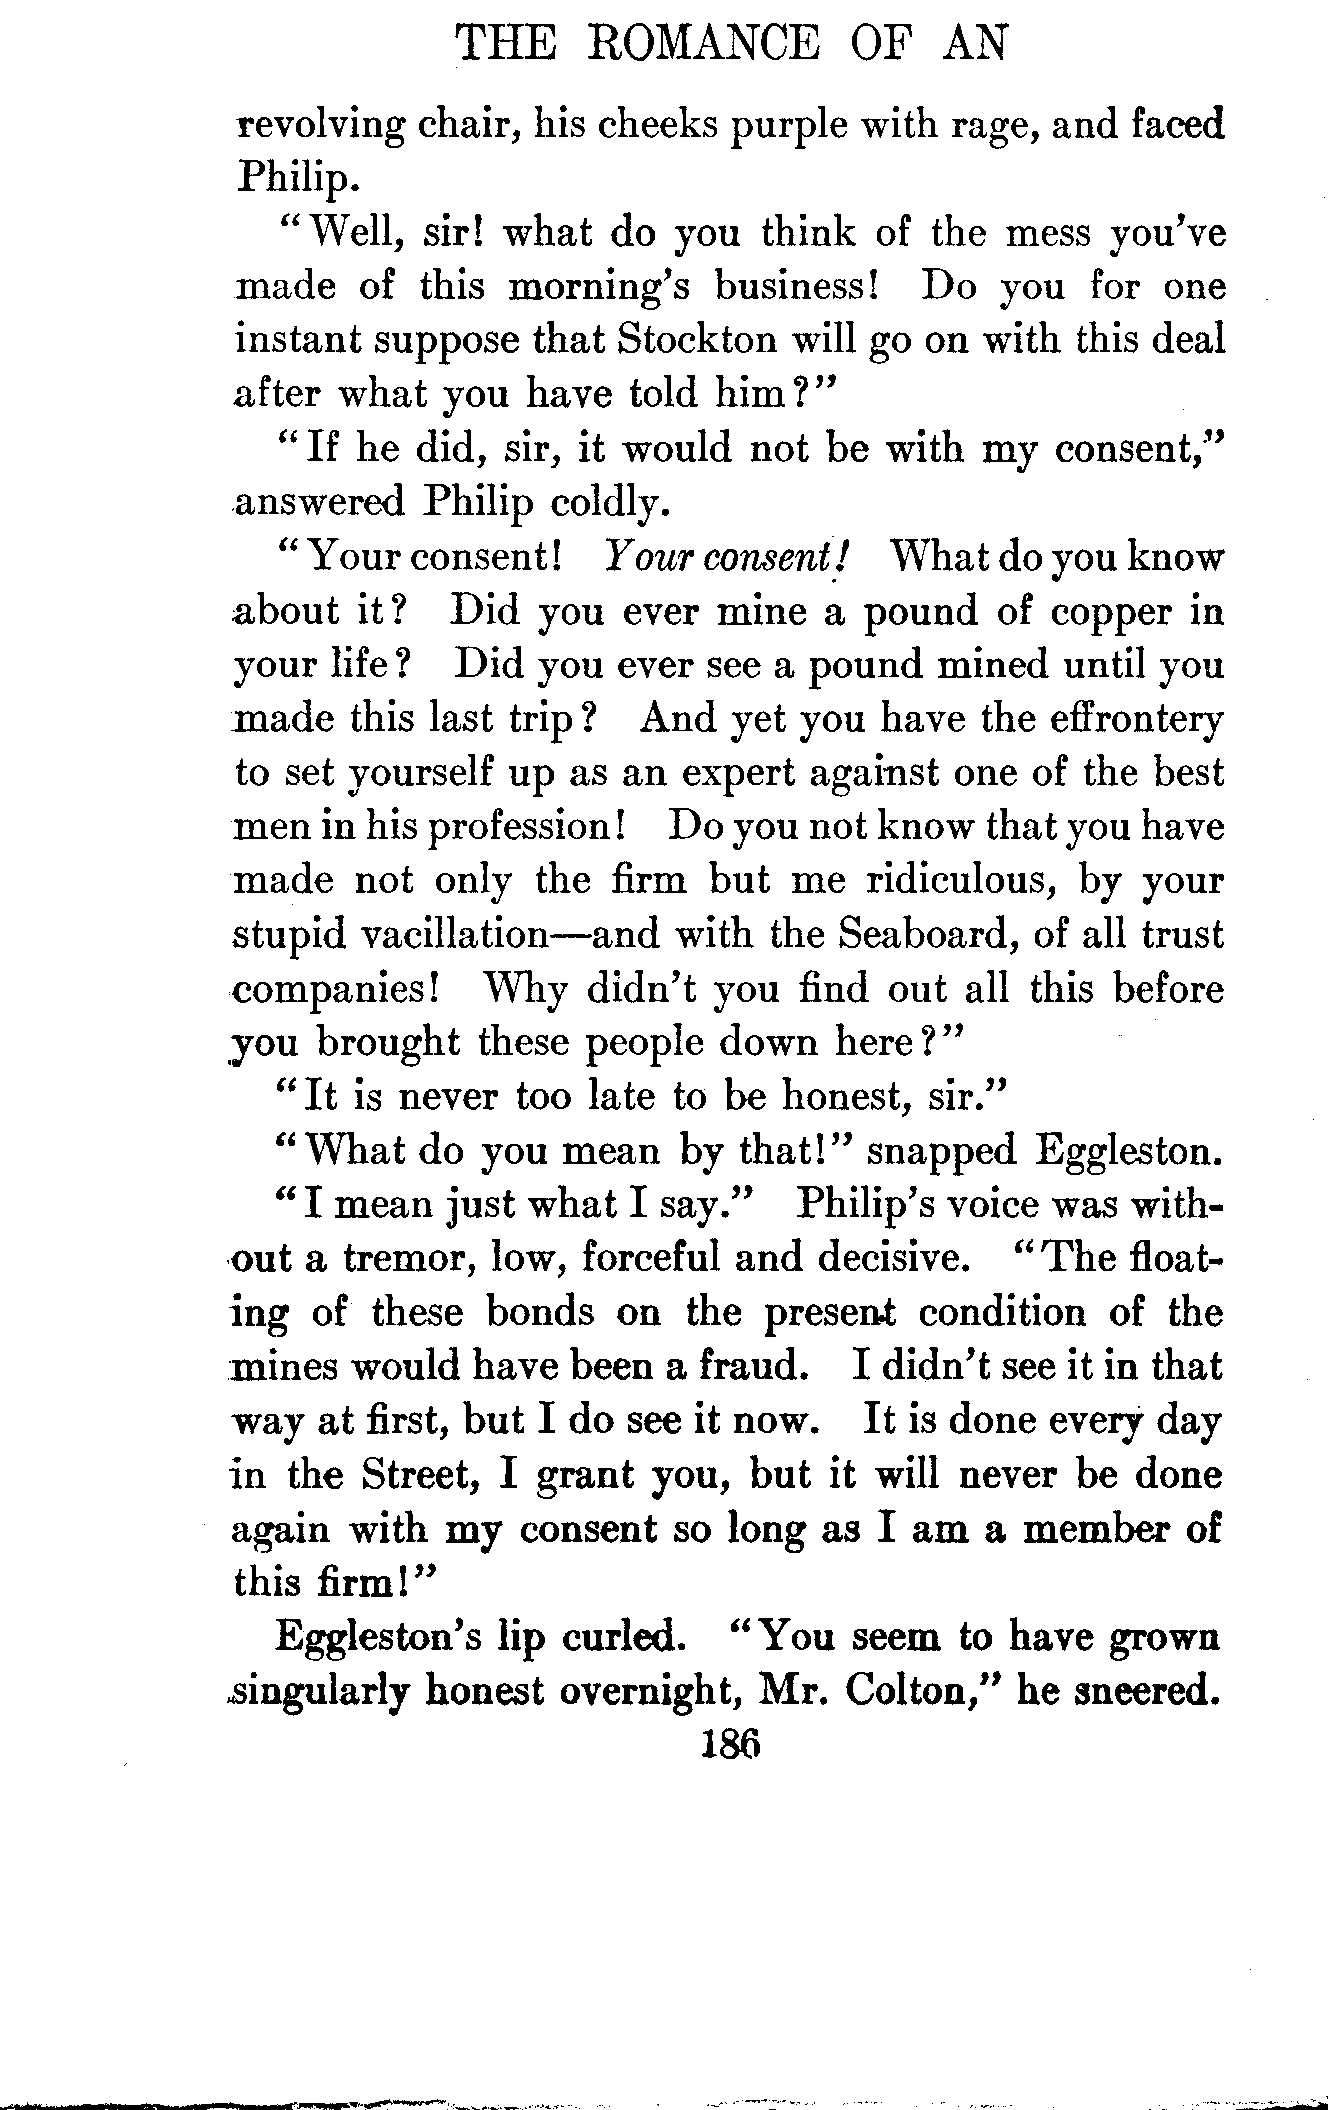 THE ROMANCE OF AN
revolving chair, his cheeks purple with rage, and faced
Philip.
"Well, sir! what do you think of the mess you've
made of this morning's business! Do you for one
instant suppose that Stockton will go on with this deal
after what you have told him?"
"If he did, sir, it would not be with my consent,"
answered Philip coldly.
"Your consent! Your consent! What do you know
about it? Did you ever mine a pound of copper in
your life? Did you ever see a pound mined until you
made this last trip? And yet you have the effrontery
to set yourself up as an expert against one of the best
men in his profession! Do you not know that you have
made not only the firm but me ridiculous, by your
stupid vacillation—and with the Seaboard, of all trust
companies! Why didn't you find out all this before
you brought these people down here?"
"It is never too late to be honest, sir."
"What do you mean by that!" snapped Eggleston.
"I mean just what I say." Philip's voice was with-
out a tremor, low, forceful and decisive. "The float-
ing of these bonds on the present condition of the
mines would have been a fraud. I didn't see it in that
way at first, but I do see it now. It is done every day
in the Street, I grant you, but it will never be done
again with my consent so long as I am a member of
this firm!"
Eggleston's lip curled. "You seem to have grown
singularly honest overnight, Mr. Colton," he sneered.
186